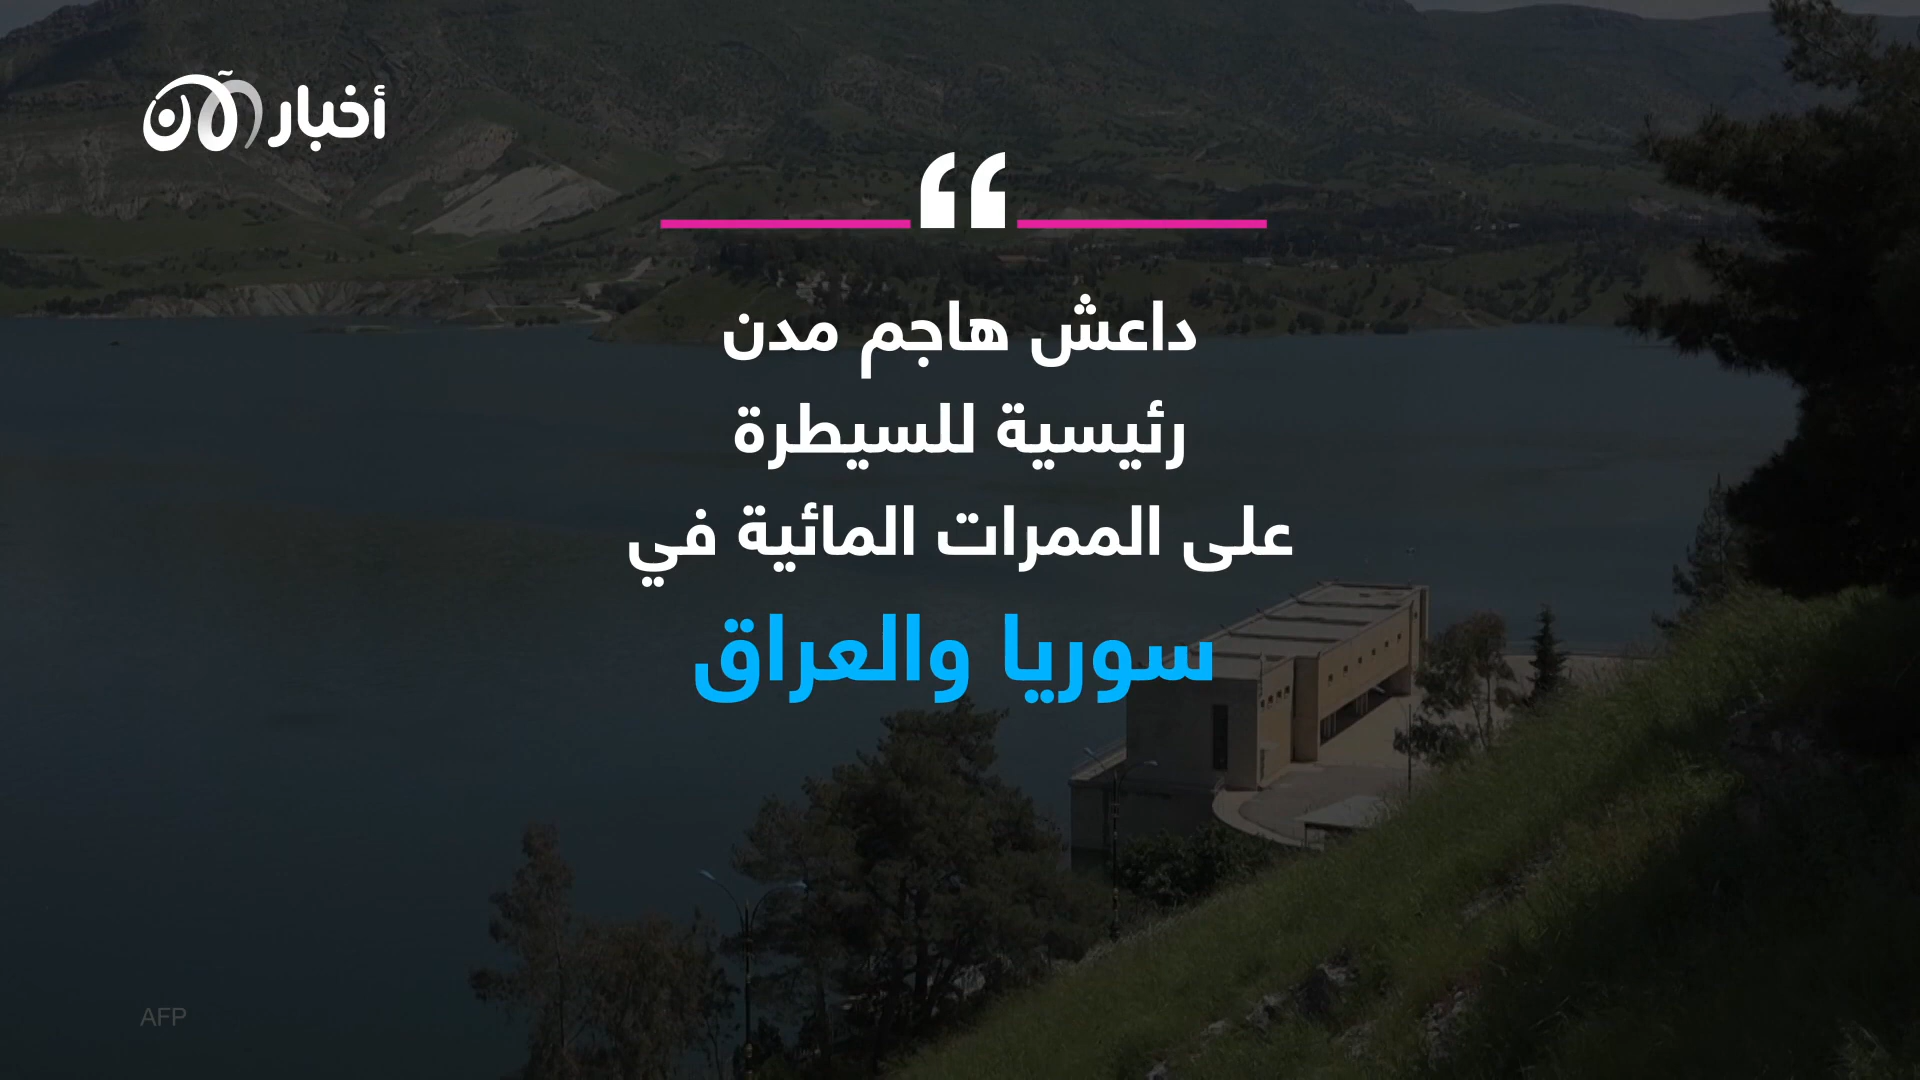 أخبار الآن
داعش هاجم مدن
رئيسية للسيطرة
على الممرات المائية في
سوريا والعراق
AFP